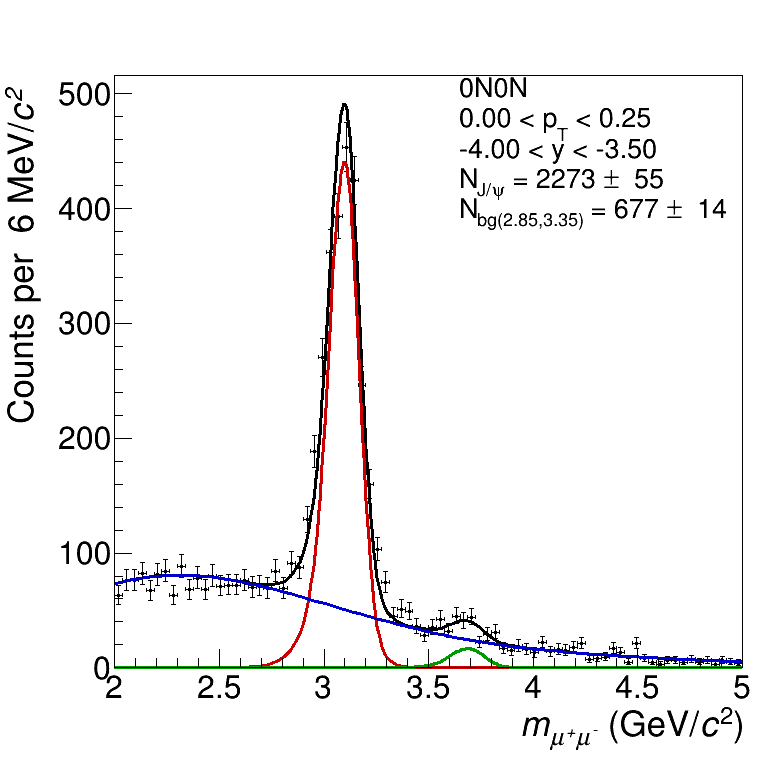 Counts per 6 MeV/c²
500
400
300
200
100
0
0N0N
0.00 < p_T < 0.25
-4.00 < y < -3.50
N_J/ψ = 2273 ± 55
N_bg(2.85,3.35) = 677 ± 14
2 2.5 3 3.5 4 4.5 5
m_μ⁺μ⁻ (GeV/c²)